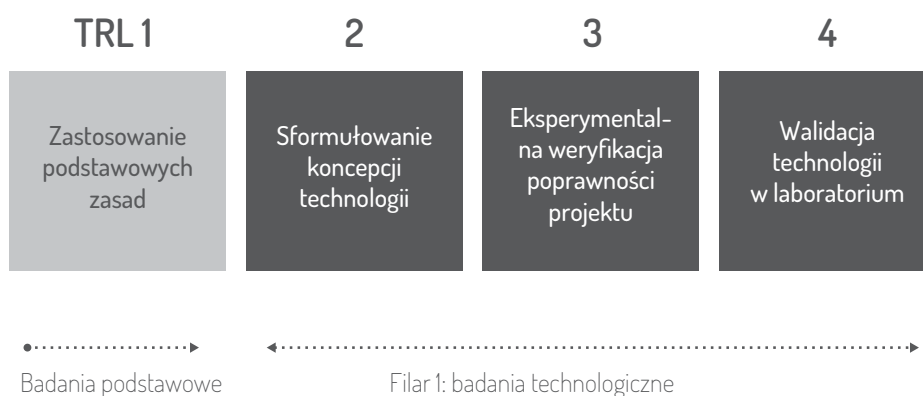 TRL 1
2
3
4
Zastosowanie
podstawowych
zasad
Sformułowanie
koncepcji
technologii
Eksperymental-
na weryfikacja
poprawności
projektu
Walidacja
technologii
w laboratorium
Badania podstawowe
Filar 1: badania technologiczne